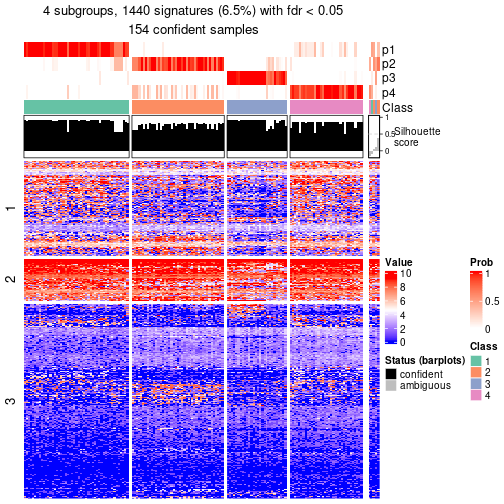 4 subgroups, 1440 signatures (6.5%) with fdr < 0.05
154 confident samples
p1
p2
p3
p4
Class
1
0.5
0
Silhouette
score
1
2
3
Value
10
8
6
4
2
0
Prob
1
0.5
0
Status (barplots)
confident
ambiguous
Class
1
2
3
4